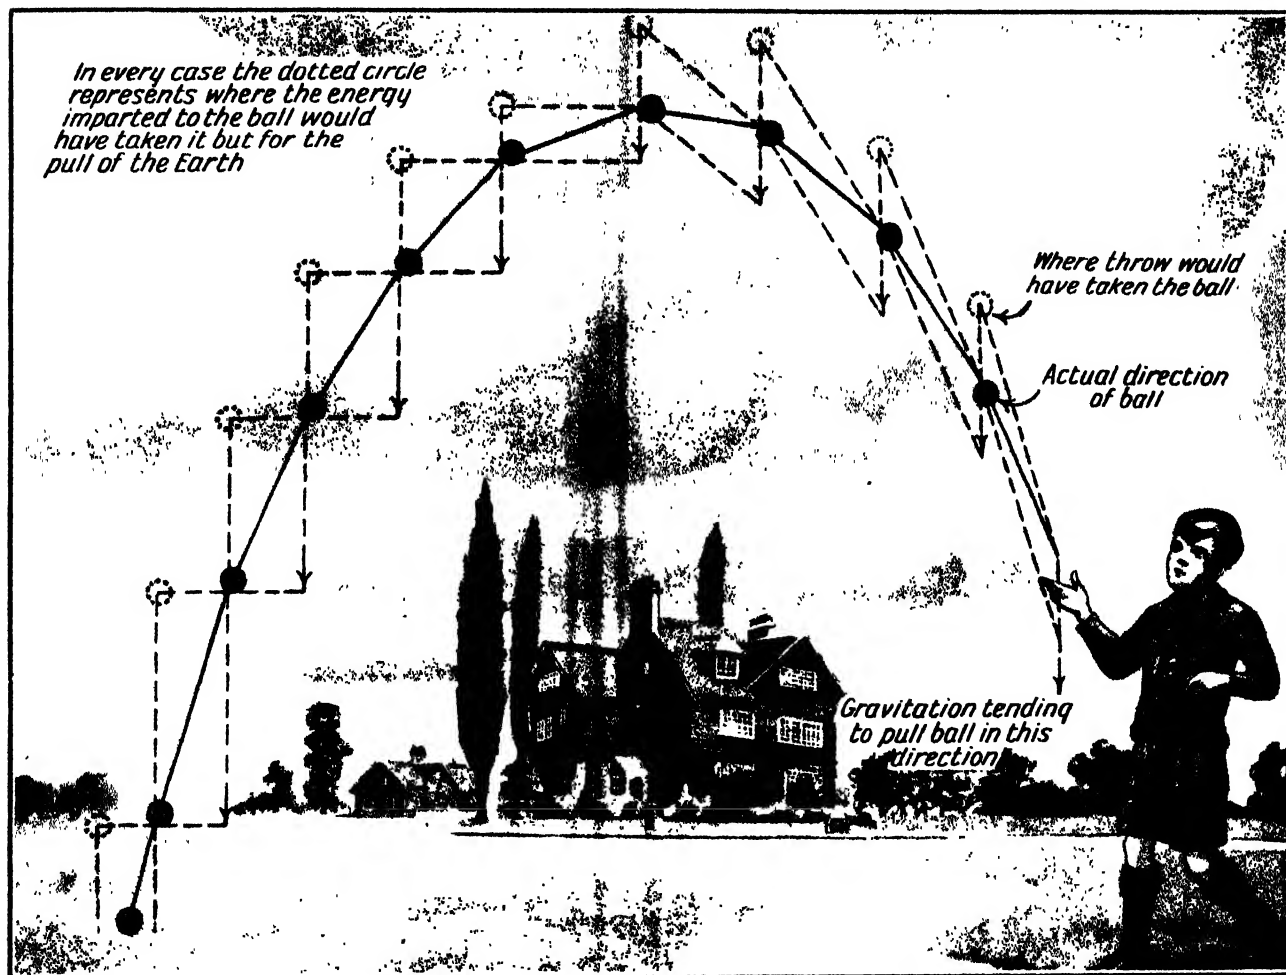 In every case the dotted circle
represents where the energy
imparted to the ball would
have taken it but for the
pull of the Earth
Where throw would
have taken the ball
Actual direction
of ball
Gravitation tending
to pull ball in this
direction